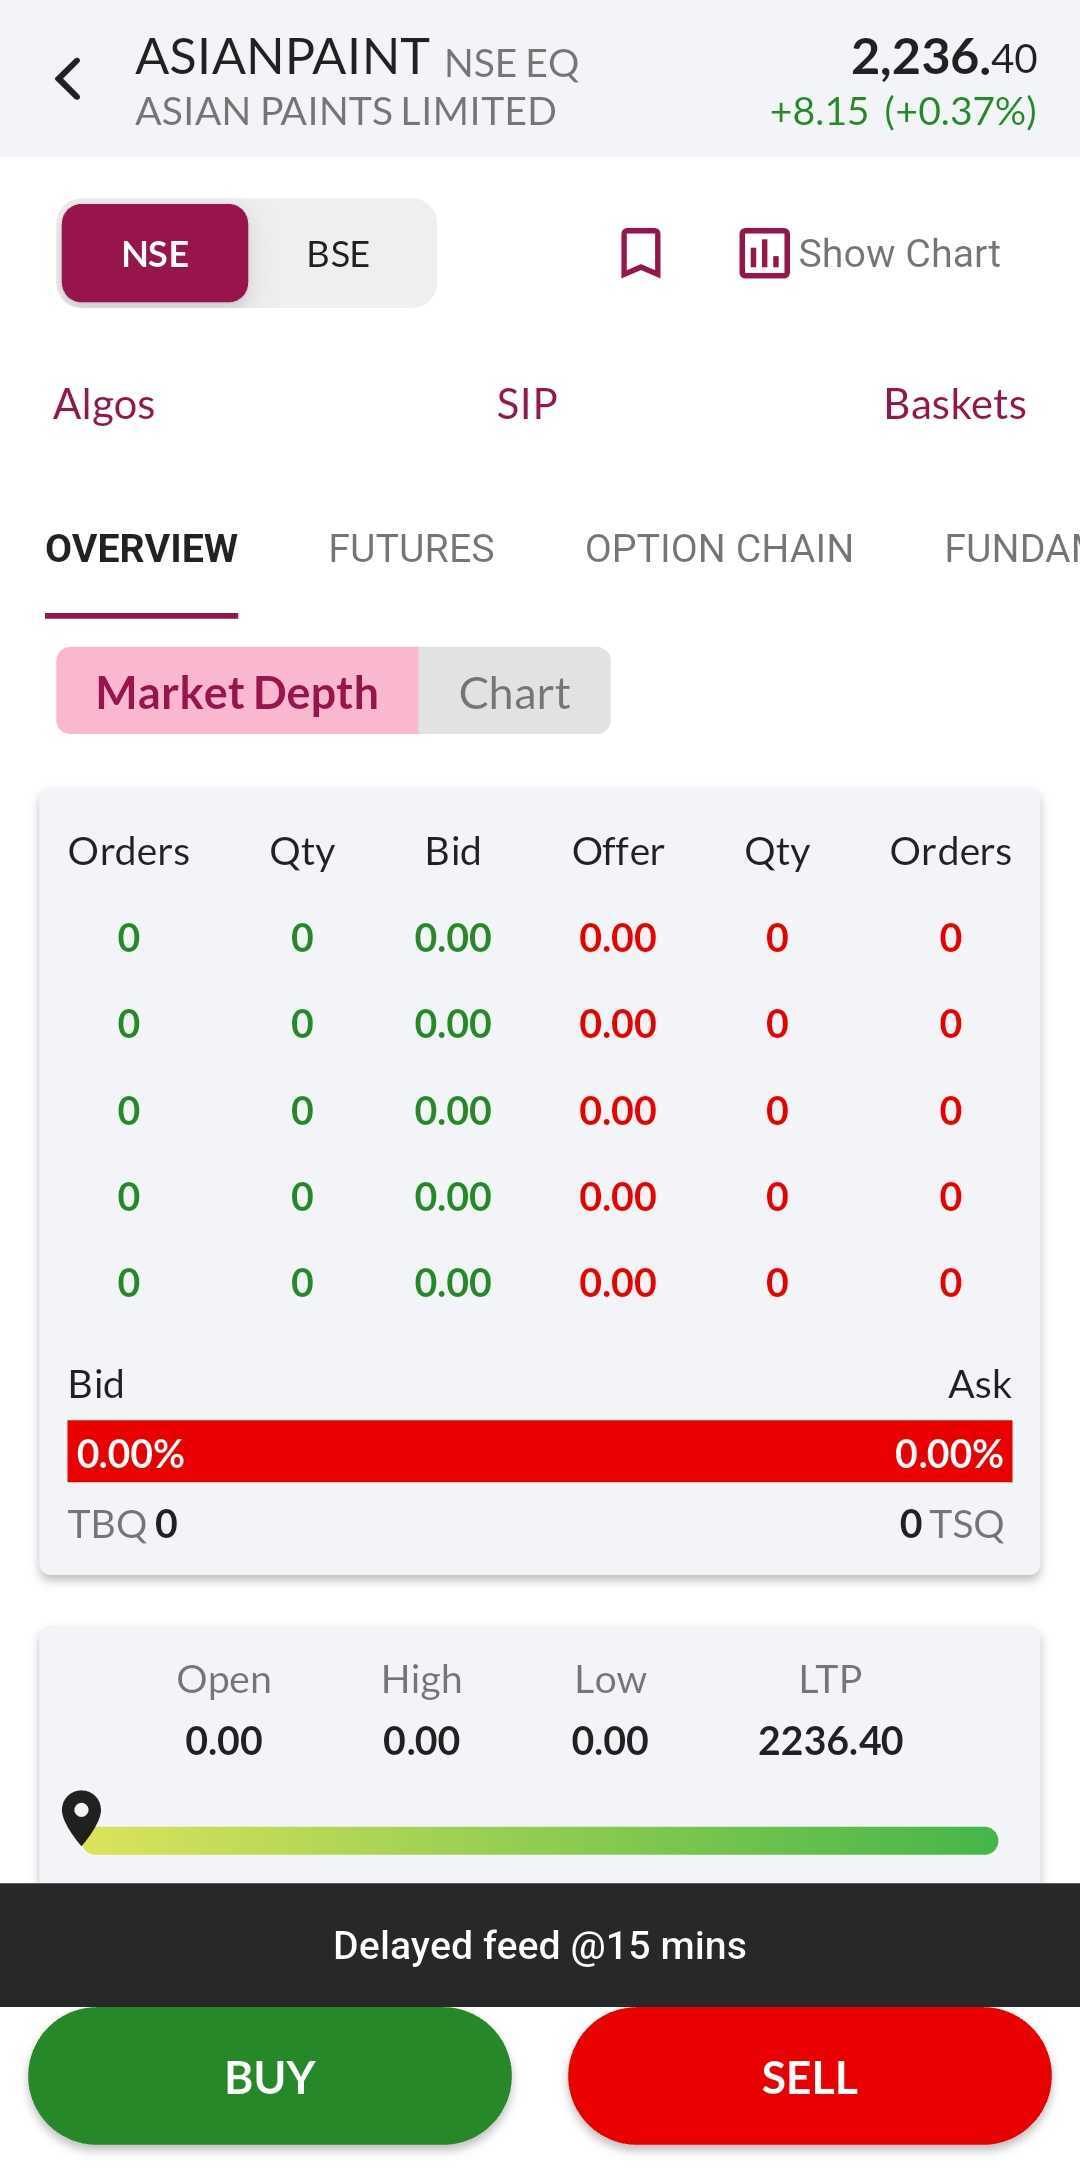 ASIANPAINT NSE EQ 2,236.40
ASIAN PAINTS LIMITED +8.15 (+0.37%)
NSE BSE Show Chart
Algos SIP Baskets
OVERVIEW FUTURES OPTION CHAIN FUNDAM
Market Depth Chart
Orders Qty Bid Offer Qty Orders
0 0 0.00 0.00 0 0
0 0 0.00 0.00 0 0
0 0 0.00 0.00 0 0
0 0 0.00 0.00 0 0
0 0 0.00 0.00 0 0
Bid Ask
0.00% 0.00%
TBQ 0 0 TSQ
Open High Low LTP
0.00 0.00 0.00 2236.40
Delayed feed @15 mins
BUY SELL